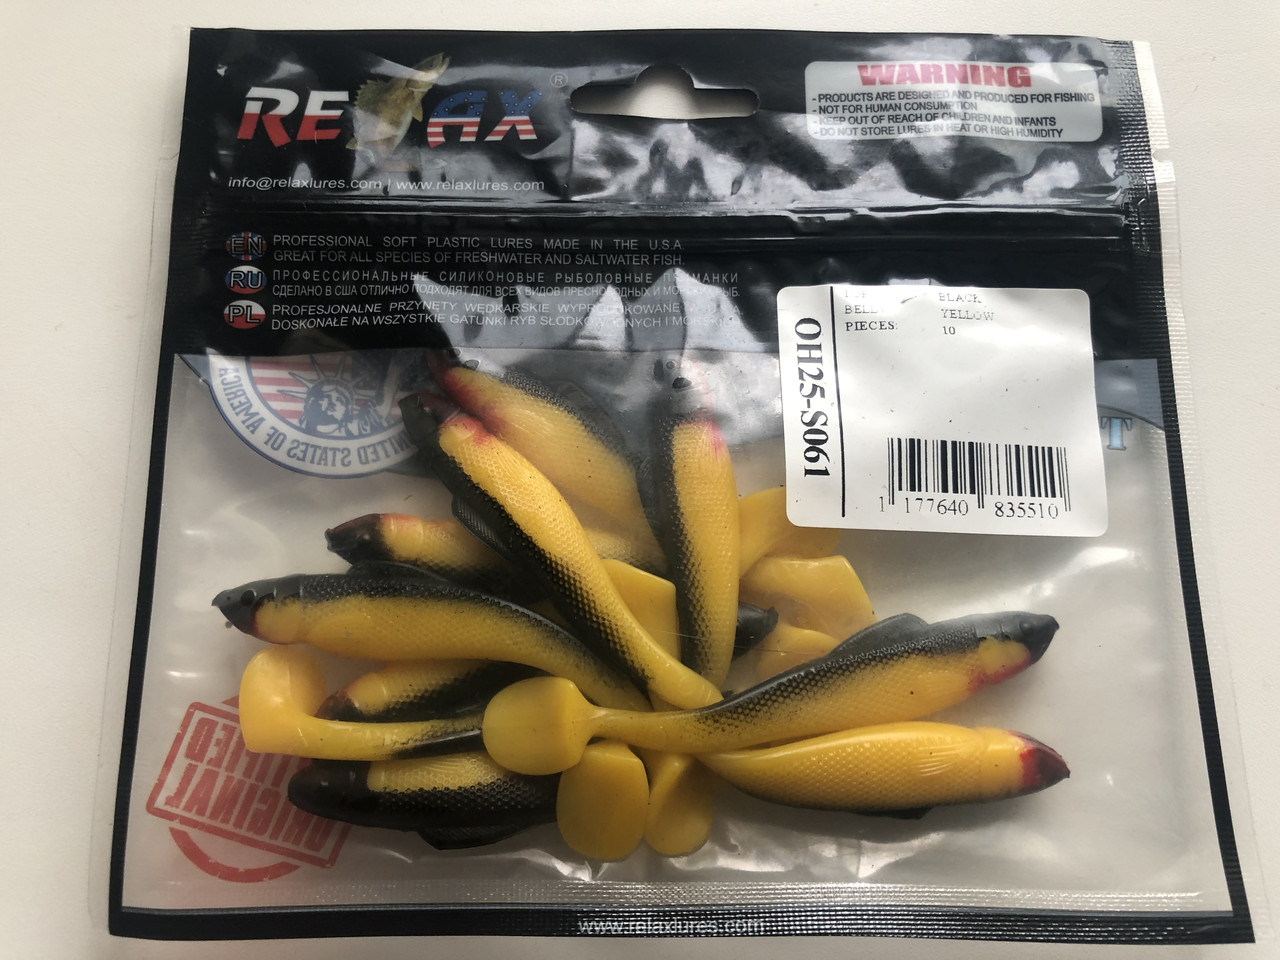 RELAX ®
info@relaxlures.com | www.relaxlures.com
WARNING
- PRODUCTS ARE DESIGNED AND PRODUCED FOR FISHING
- NOT FOR HUMAN CONSUMPTION
- KEEP OUT OF REACH OF CHILDREN AND INFANTS
- DO NOT STORE LURES IN HEAT OR HIGH HUMIDITY
EN PROFESSIONAL SOFT PLASTIC LURES MADE IN THE U.S.A.
GREAT FOR ALL SPECIES OF FRESHWATER AND SALTWATER FISH.
RU ПРОФЕССИОНАЛЬНЫЕ СИЛИКОНОВЫЕ РЫБОЛОВНЫЕ ПРИМАНКИ
СДЕЛАНО В США ОТЛИЧНО ПОДХОДЯТ ДЛЯ ВСЕХ ВИДОВ ПРЕСНОВОДНЫХ И МОРСКИХ РЫБ.
PL PROFESJONALNE PRZYNĘTY WĘDKARSKIE WYPRODUKOWANE
DOSKONAŁE NA WSZYSTKIE GATUNKI RYB SŁODKOWODNYCH I MORSKICH
BLACK
BELLY YELLOW
PIECES: 10
OH25-S061
1 177640 835510
UNITED STATES OF AMERICA
ORIGINAL
www.relaxlures.com